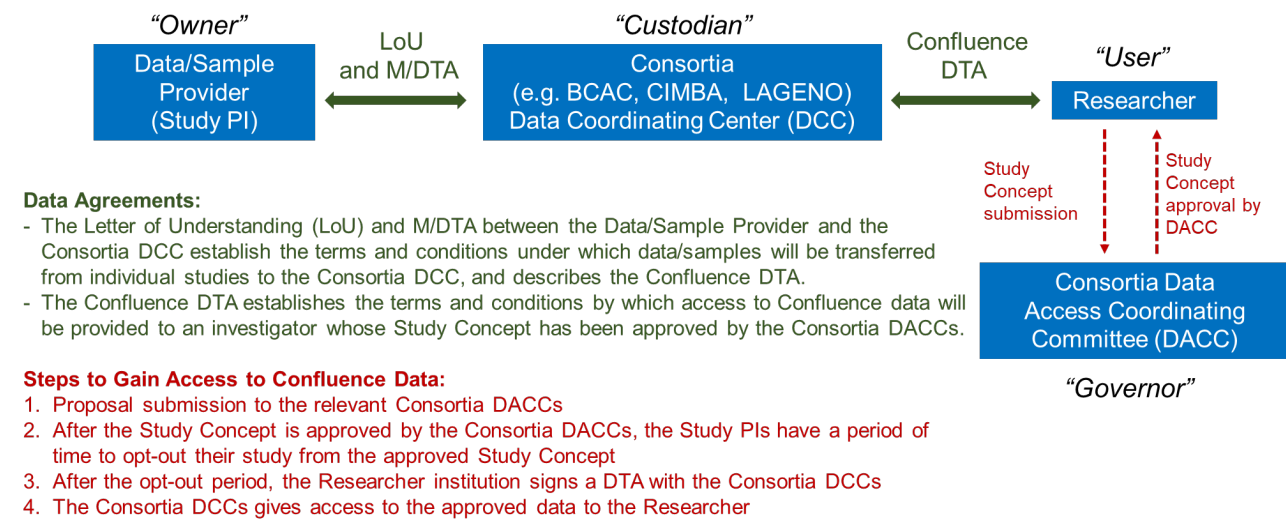 “Owner”
Data/Sample
Provider
(Study PI)
LoU
and M/DTA
“Custodian”
Consortia
(e.g. BCAC, CIMBA, LAGENO)
Data Coordinating Center (DCC)
Confluence
DTA
“User”
Researcher
Study
Concept
submission
Study
Concept
approval by
DACC
Consortia Data
Access Coordinating
Committee (DACC)
“Governor”
Data Agreements:
- The Letter of Understanding (LoU) and M/DTA between the Data/Sample Provider and the
Consortia DCC establish the terms and conditions under which data/samples will be transferred
from individual studies to the Consortia DCC, and describes the Confluence DTA.
- The Confluence DTA establishes the terms and conditions by which access to Confluence data will
be provided to an investigator whose Study Concept has been approved by the Consortia DACCs.
Steps to Gain Access to Confluence Data:
1. Proposal submission to the relevant Consortia DACCs
2. After the Study Concept is approved by the Consortia DACCs, the Study PIs have a period of
time to opt-out their study from the approved Study Concept
3. After the opt-out period, the Researcher institution signs a DTA with the Consortia DCCs
4. The Consortia DCCs gives access to the approved data to the Researcher